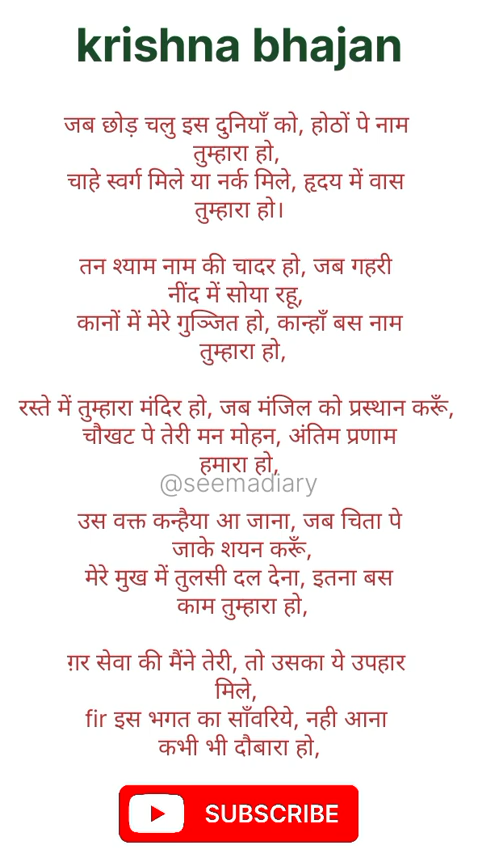 krishna bhajan
जब छोड़ चलु इस दुनियाँ को, होठों पे नाम
तुम्हारा हो,
चाहे स्वर्ग मिले या नर्क मिले, हृदय में वास
तुम्हारा हो।
तन श्याम नाम की चादर हो, जब गहरी
नींद में सोया रहू,
कानों में मेरे गुञ्जित हो, कान्हाँ बस नाम
तुम्हारा हो,
रस्ते में तुम्हारा मंदिर हो, जब मंजिल को प्रस्थान करूँ,
चौखट पे तेरी मन मोहन, अंतिम प्रणाम
हमारा हो,
@seemadiary
उस वक्त कन्हैया आ जाना, जब चिता पे
जाके शयन करूँ,
मेरे मुख में तुलसी दल देना, इतना बस
काम तुम्हारा हो,
ग़र सेवा की मैंने तेरी, तो उसका ये उपहार
मिले,
fir इस भगत का साँवरिये, नही आना
कभी भी दौबारा हो,
SUBSCRIBE